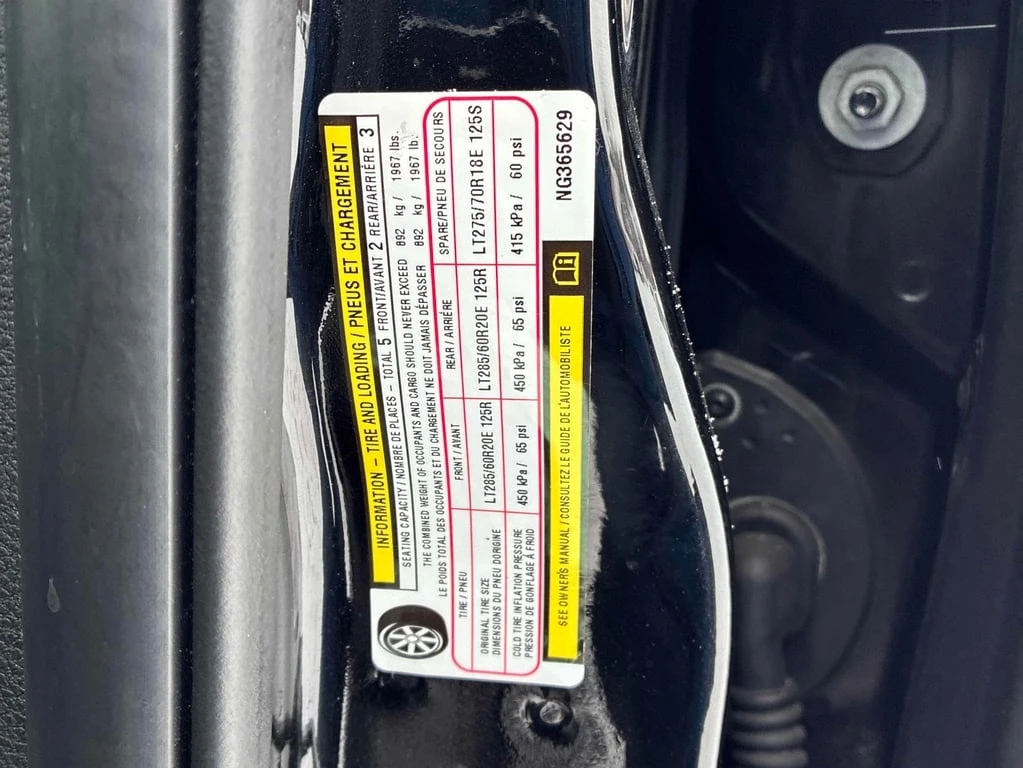 INFORMATION – TIRE AND LOADING / PNEUS ET CHARGEMENT
SEATING CAPACITY / NOMBRE DE PLACES – TOTAL 5 FRONT/AVANT 2 REAR/ARRIÈRE 3
THE COMBINED WEIGHT OF OCCUPANTS AND CARGO SHOULD NEVER EXCEED 892 kg / 1967 lbs.
LE POIDS TOTAL DES OCCUPANTS ET DU CHARGEMENT NE DOIT JAMAIS DÉPASSER 892 kg / 1967 lb.
TIRE / PNEU FRONT / AVANT REAR / ARRIÉRE SPARE/PNEU DE SECOURS
ORIGINAL TIRE SIZE
DIMENSIONS DU PNEU DORIGINE
LT285/60R20E 125R LT285/60R20E 125R LT275/70R18E 125S
COLD TIRE INFLATION PRESSURE
PRESSION DE GONFLAGE À FROID
450 kPa / 65 psi 450 kPa / 65 psi 415 kPa / 60 psi
SEE OWNER'S MANUAL / CONSULTEZ LE GUIDE DE L'AUTOMOBILISTE
NG365629